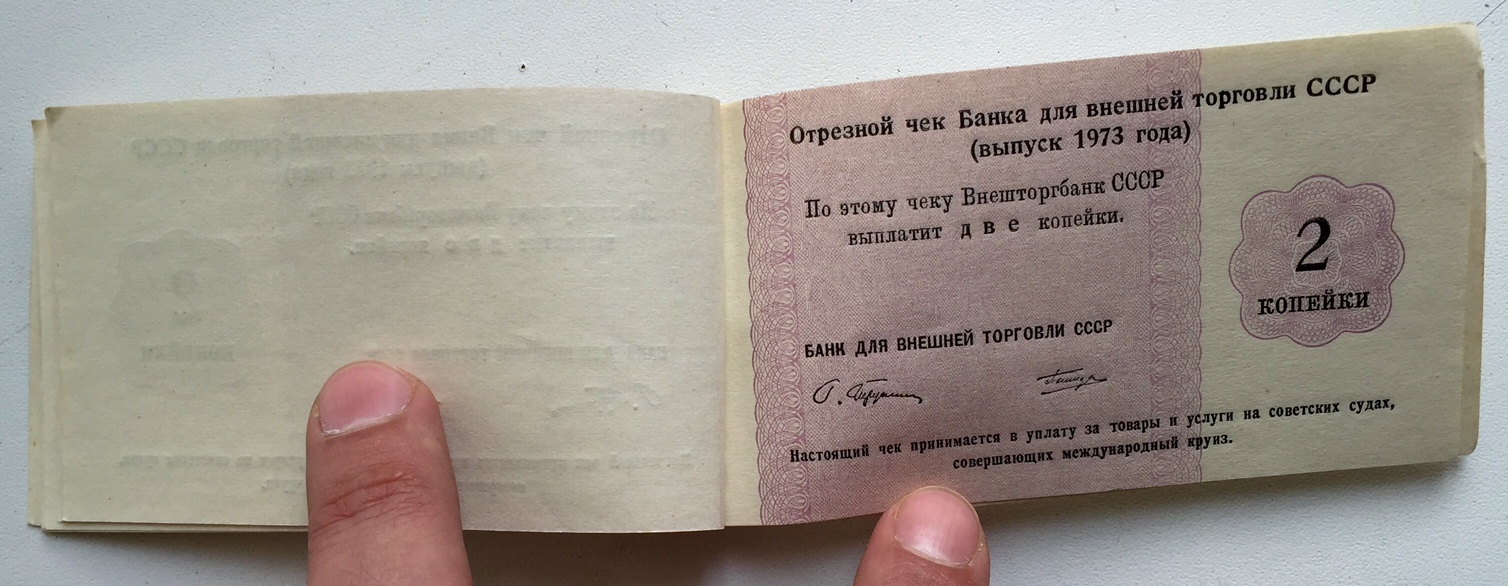 Отрезной чек Банка для внешней торговли СССР
(выпуск 1973 года)
По этому чеку Внешторгбанк СССР
выплатит две копейки.
2
КОПЕЙКИ
БАНК ДЛЯ ВНЕШНЕЙ ТОРГОВЛИ СССР
Настоящий чек принимается в уплату за товары и услуги на советских судах,
совершающих международный круиз.